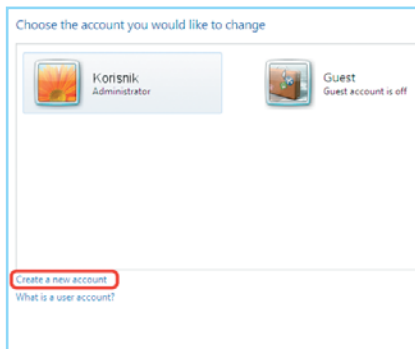 Choose the account you would like to change
Korisnik
Administrator
Guest
Guest account is off
Create a new account
What is a user account?